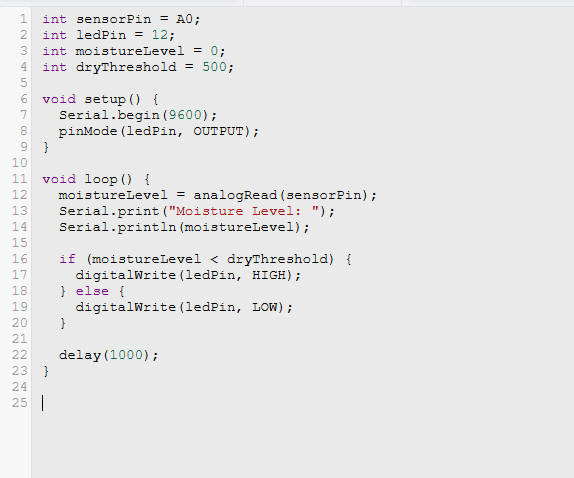 1 int sensorPin = A0;
2 int ledPin = 12;
3 int moistureLevel = 0;
4 int dryThreshold = 500;
5
6 void setup() {
7   Serial.begin(9600);
8   pinMode(ledPin, OUTPUT);
9 }
10
11 void loop() {
12   moistureLevel = analogRead(sensorPin);
13   Serial.print("Moisture Level: ");
14   Serial.println(moistureLevel);
15
16   if (moistureLevel < dryThreshold) {
17     digitalWrite(ledPin, HIGH);
18   } else {
19     digitalWrite(ledPin, LOW);
20   }
21
22   delay(1000);
23 }
24
25